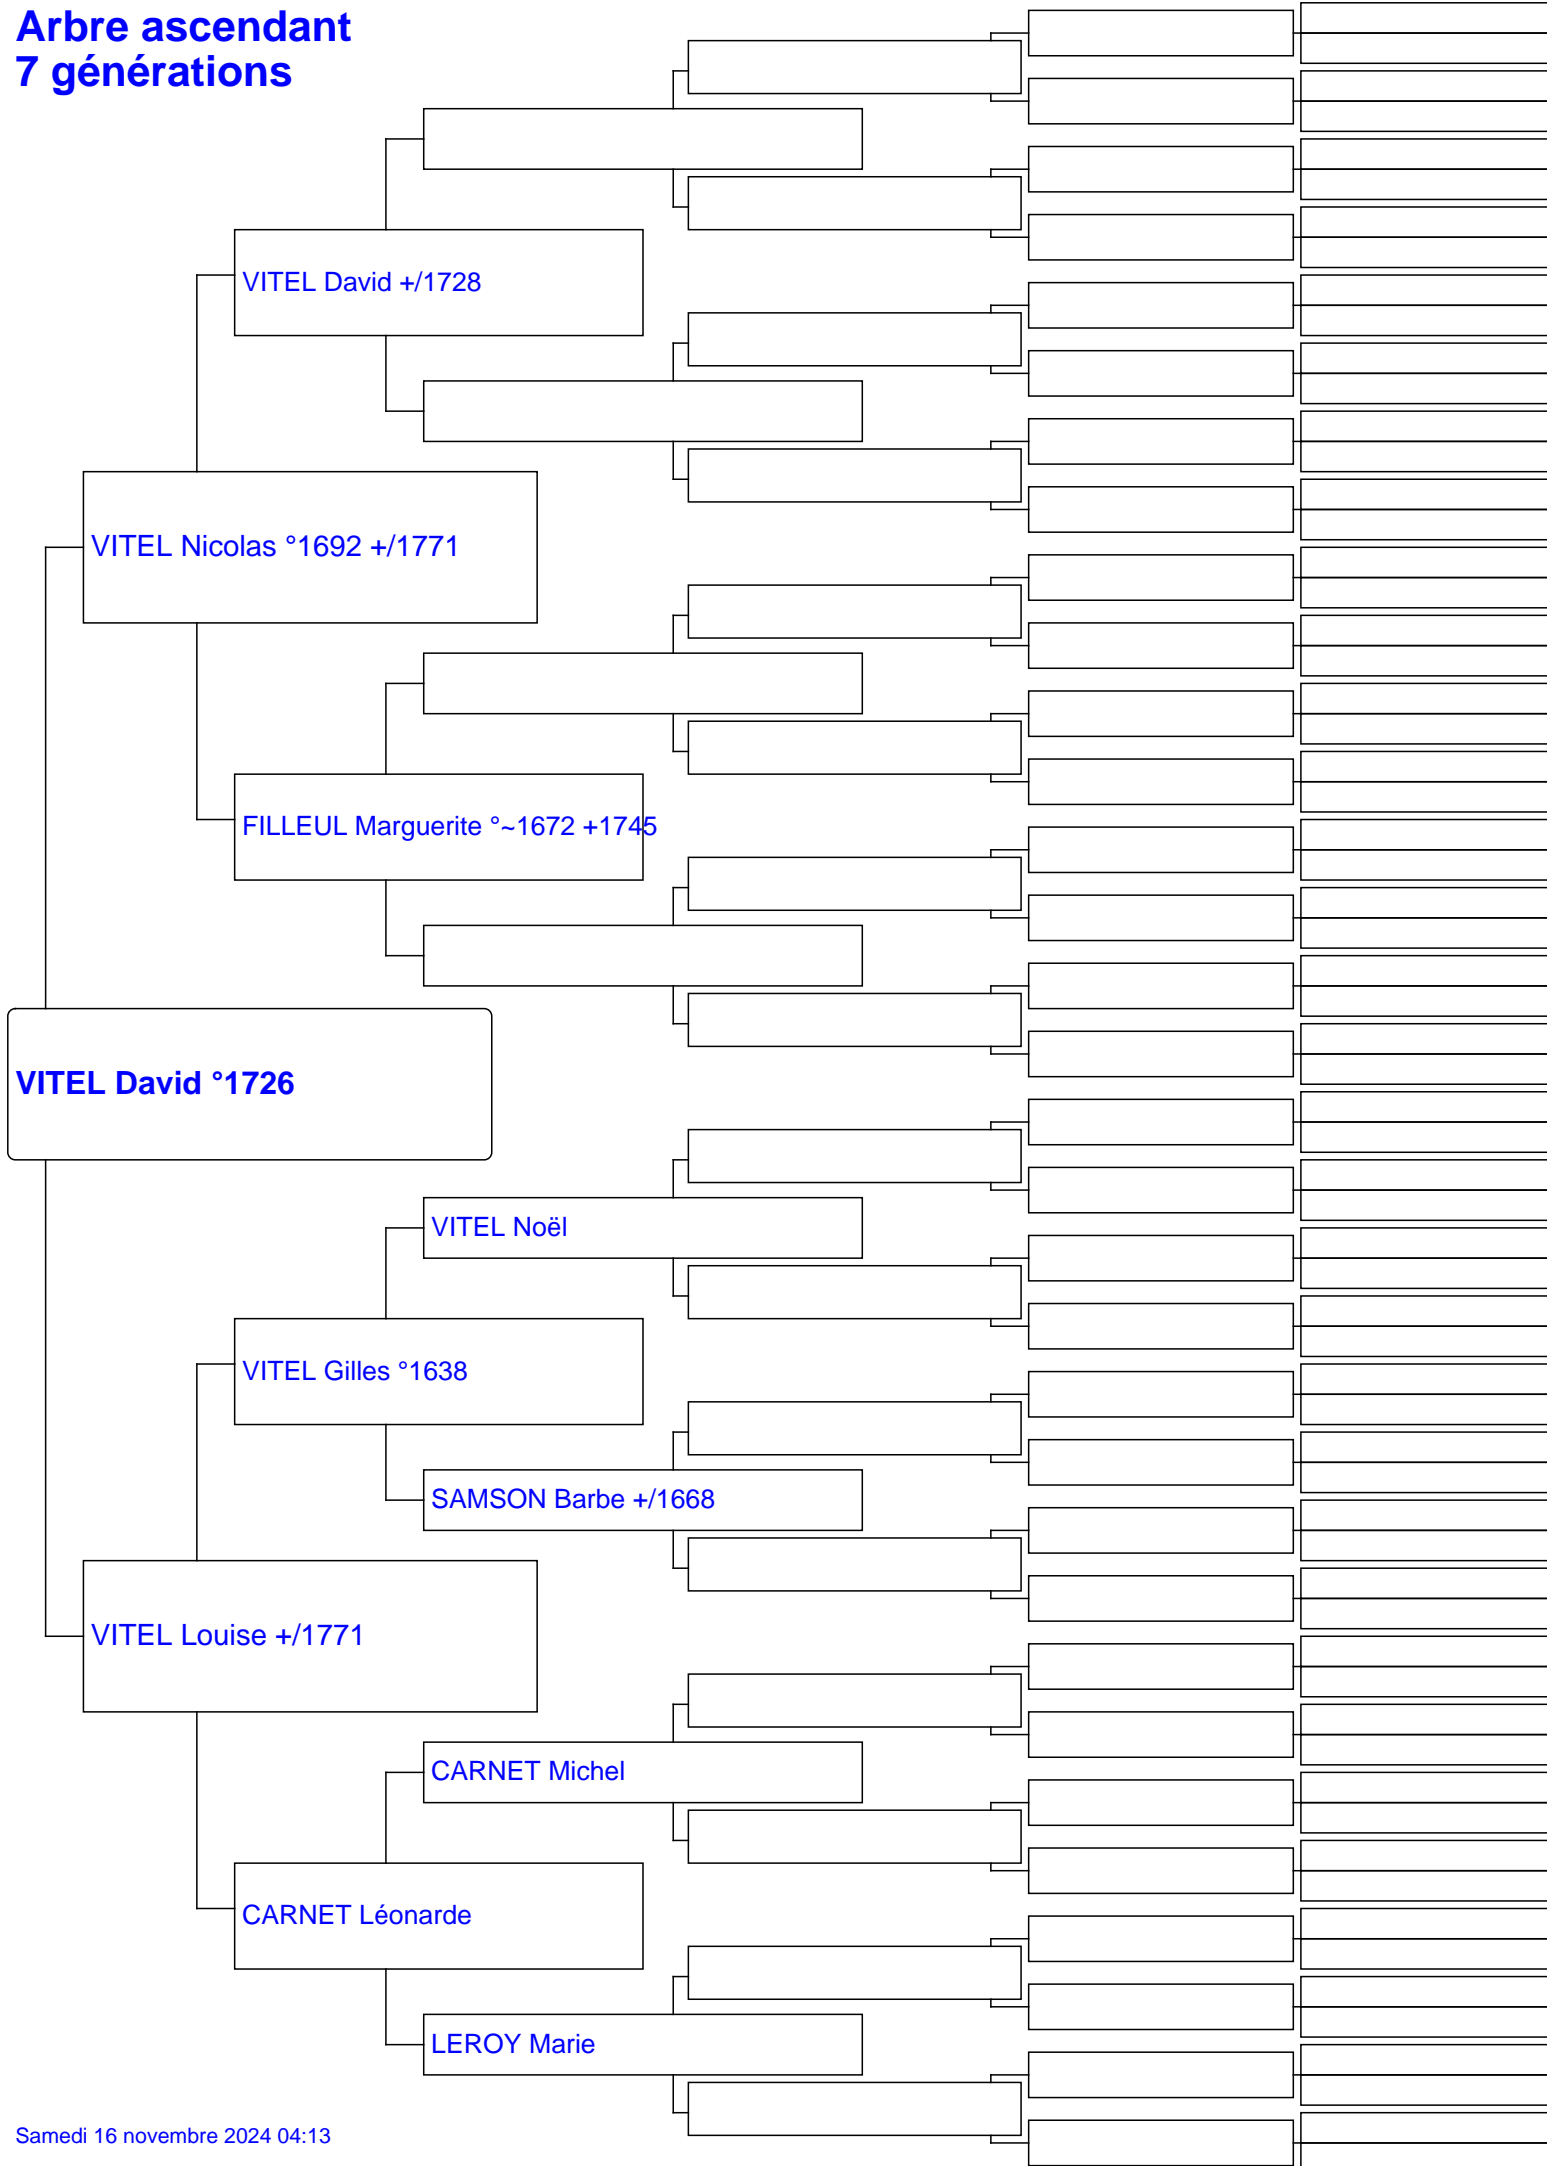 Arbre ascendant
7 générations
VITEL David +/1728
VITEL Nicolas °1692 +/1771
FILLEUL Marguerite °~1672 +1745
VITEL David °1726
VITEL Noël
VITEL Gilles °1638
SAMSON Barbe +/1668
VITEL Louise +/1771
CARNET Michel
CARNET Léonarde
LEROY Marie
Samedi 16 novembre 2024 04:13